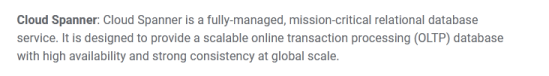 Cloud Spanner: Cloud Spanner is a fully-managed, mission-critical relational database
service. It is designed to provide a scalable online transaction processing (OLTP) database
with high availability and strong consistency at global scale.